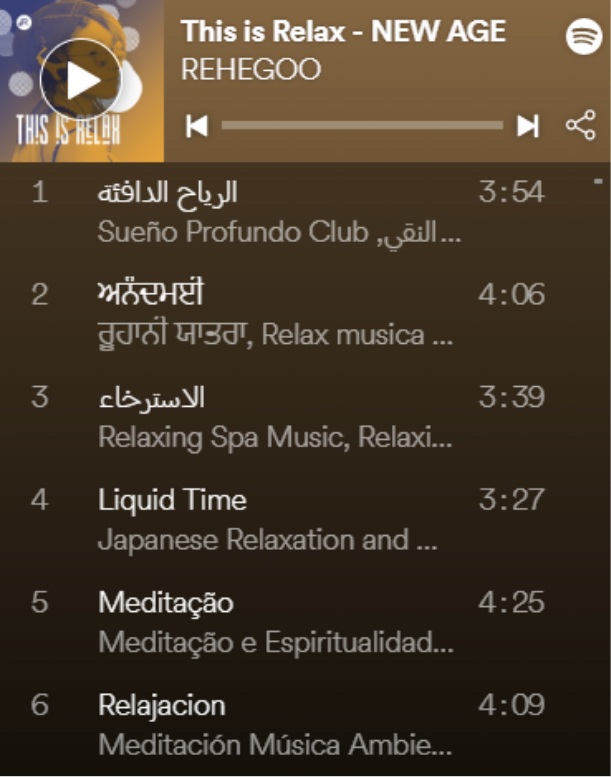 This is Relax - NEW AGE
REHEGOO
THIS IS RELAX
1 الرياح الدافئة 3:54
Sueño Profundo Club ,النقي...
2 ਅਨੰਦਮਈ 4:06
ਰੂਹਾਨੀ ਯਾਤਰਾ, Relax musica ...
3 الاسترخاء 3:39
Relaxing Spa Music, Relaxi...
4 Liquid Time 3:27
Japanese Relaxation and ...
5 Meditação 4:25
Meditação e Espiritualidad...
6 Relajacion 4:09
Meditación Música Ambie...